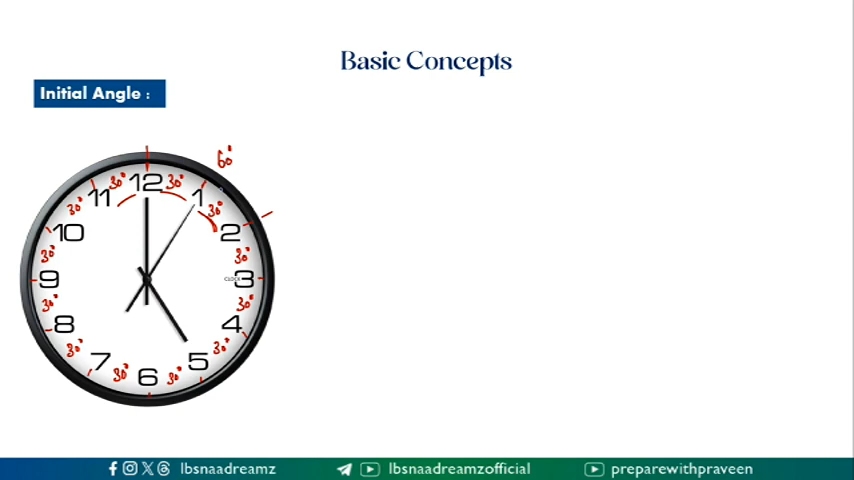 Basic Concepts
Initial Angle :
60°
30° 12 30°
11 1
30° 30°
10 2
30° 30°
9 CLOCK 3
30° 30°
8 4
30° 30°
7 5
30° 6 30°
lbsnaadreamz lbsnaadreamzofficial preparewithpraveen